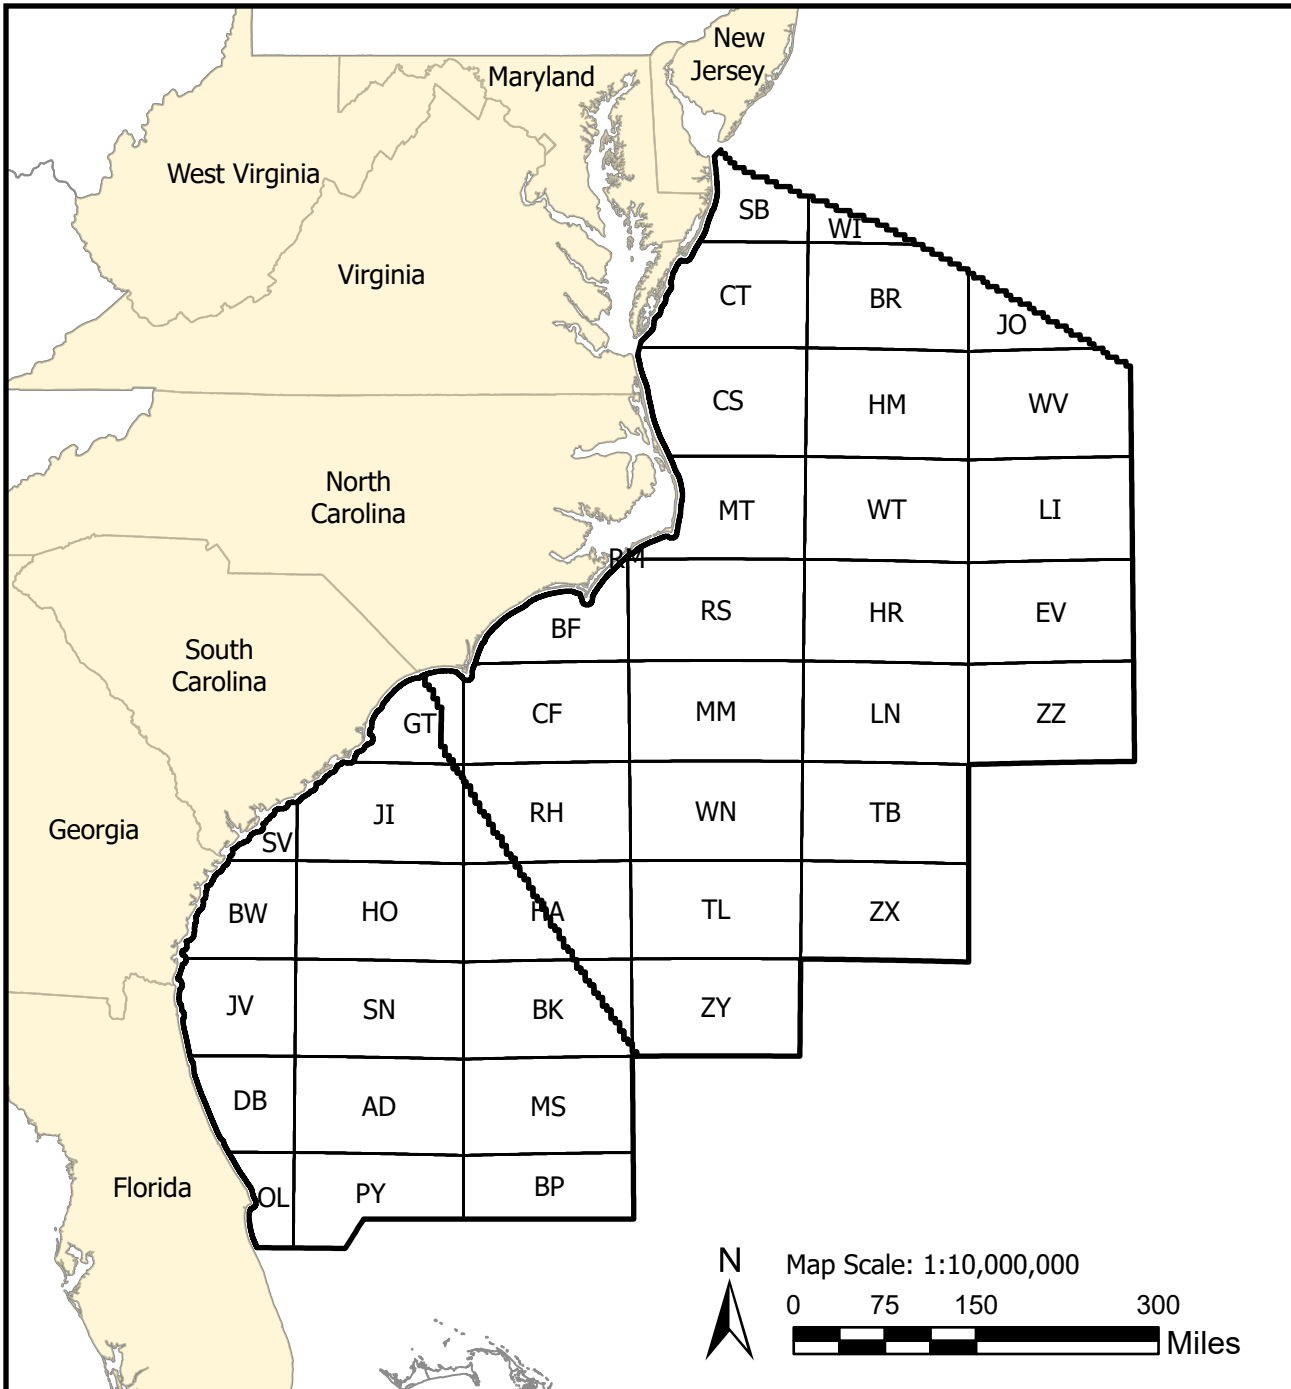 New
Jersey
Maryland
West Virginia
SB
WI
Virginia
CT
BR
JO
CS
HM
WV
North
Carolina
MT
WT
LI
RM
RS
HR
EV
BF
South
Carolina
GT
CF
MM
LN
ZZ
Georgia
JI
RH
WN
TB
SV
BW
HO
HA
TL
ZX
JV
SN
BK
ZY
DB
AD
MS
Florida
OL
PY
BP
N
Map Scale: 1:10,000,000
0 75 150 300
Miles